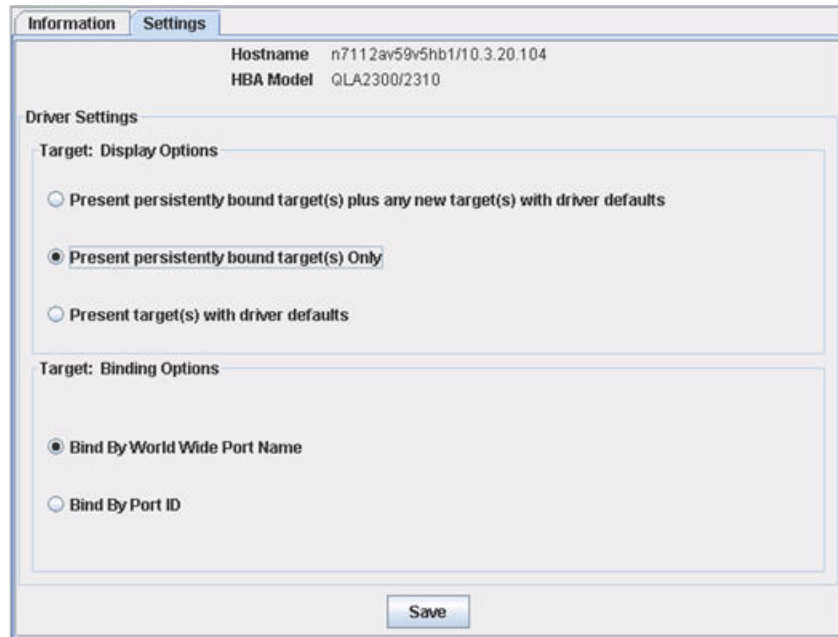 Information Settings
Hostname n7112av59v5hb1/10.3.20.104
HBA Model QLA2300/2310
Driver Settings
Target: Display Options
Present persistently bound target(s) plus any new target(s) with driver defaults
Present persistently bound target(s) Only
Present target(s) with driver defaults
Target: Binding Options
Bind By World Wide Port Name
Bind By Port ID
Save